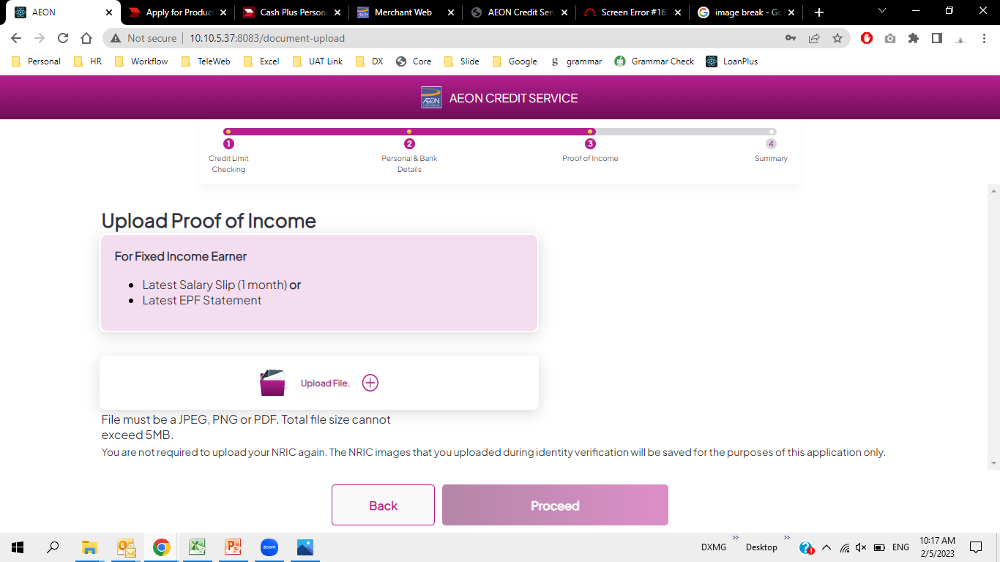 AEON
Apply for Product
Cash Plus Persona
Merchant Web
AEON Credit Serv
Screen Error #167
image break - Go
Not secure
10.10.5.37:8083/document-upload
Personal
HR
Workflow
TeleWeb
Excel
UAT Link
DX
Core
Slide
Google
grammar
Grammar Check
LoanPlus
AEON CREDIT SERVICE
1
2
3
4
Credit Limit
Checking
Personal & Bank
Details
Proof of Income
Summary
Upload Proof of Income
For Fixed Income Earner
Latest Salary Slip (1 month) or
Latest EPF Statement
Upload File.
File must be a JPEG, PNG or PDF. Total file size cannot
exceed 5MB.
You are not required to upload your NRIC again. The NRIC images that you uploaded during identity verification will be saved for the purposes of this application only.
Back
Proceed
zoom
DXMG
Desktop
ENG
10:17 AM
2/5/2023